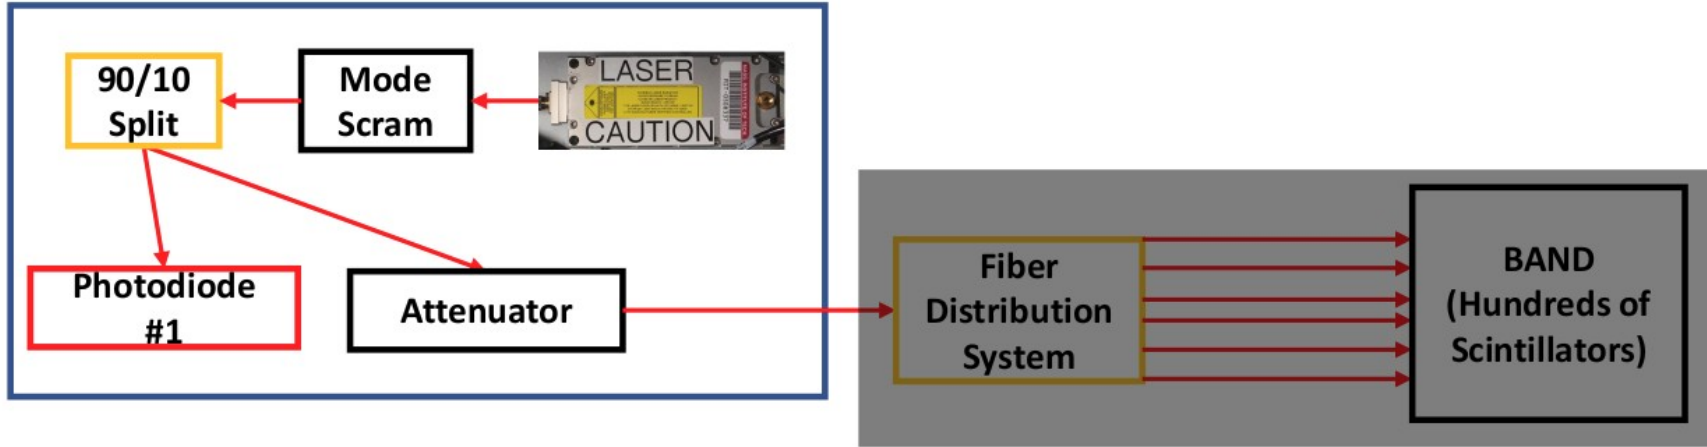 90/10
Split
Mode
Scram
LASER
CAUTION
Photodiode
#1
Attenuator
Fiber
Distribution
System
BAND
(Hundreds of
Scintillators)